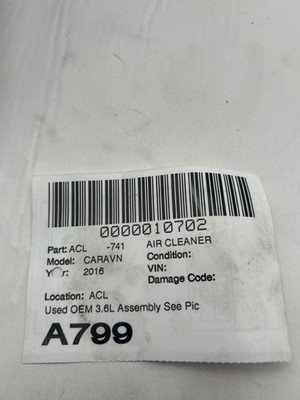 0000010702
Part: ACL -741 AIR CLEANER
Model: CARAVN Condition:
Year: 2016 VIN:
Damage Code:
Location: ACL
Used OEM 3.6L Assembly See Pic
A799